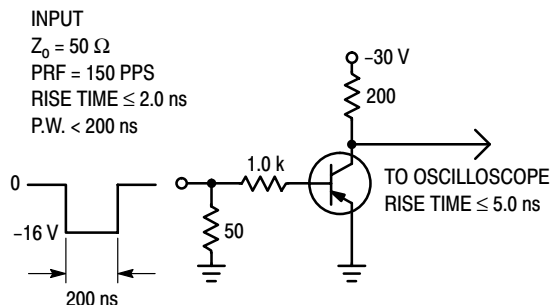 INPUT
Zo = 50 Ω
PRF = 150 PPS
RISE TIME ≤ 2.0 ns
P.W. < 200 ns
0
−16 V
200 ns
50
1.0 k
−30 V
200
TO OSCILLOSCOPE
RISE TIME ≤ 5.0 ns